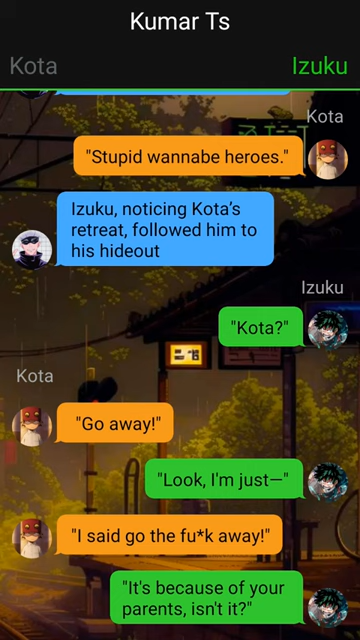 Kumar Ts
Kota
Izuku
Kota
"Stupid wannabe heroes."
Izuku, noticing Kota's
retreat, followed him to
his hideout
Izuku
"Kota?"
Kota
"Go away!"
"Look, I'm just—"
"I said go the fu*k away!"
"It's because of your
parents, isn't it?"